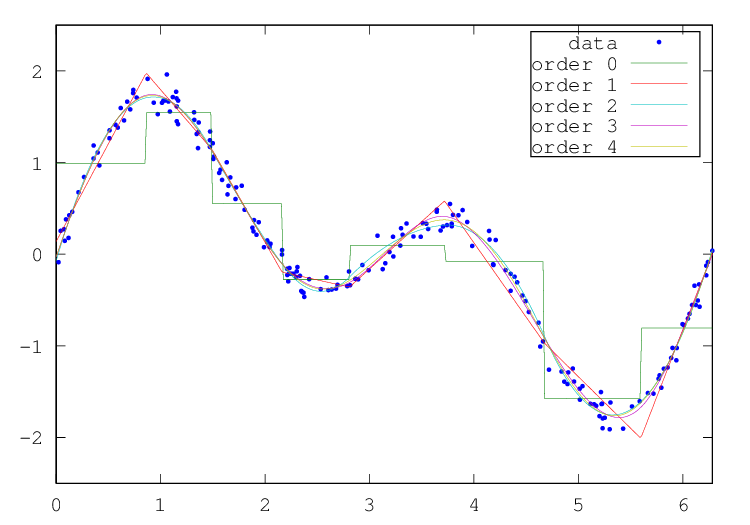 2
1
0
-1
-2
0 1 2 3 4 5 6
data
order 0
order 1
order 2
order 3
order 4